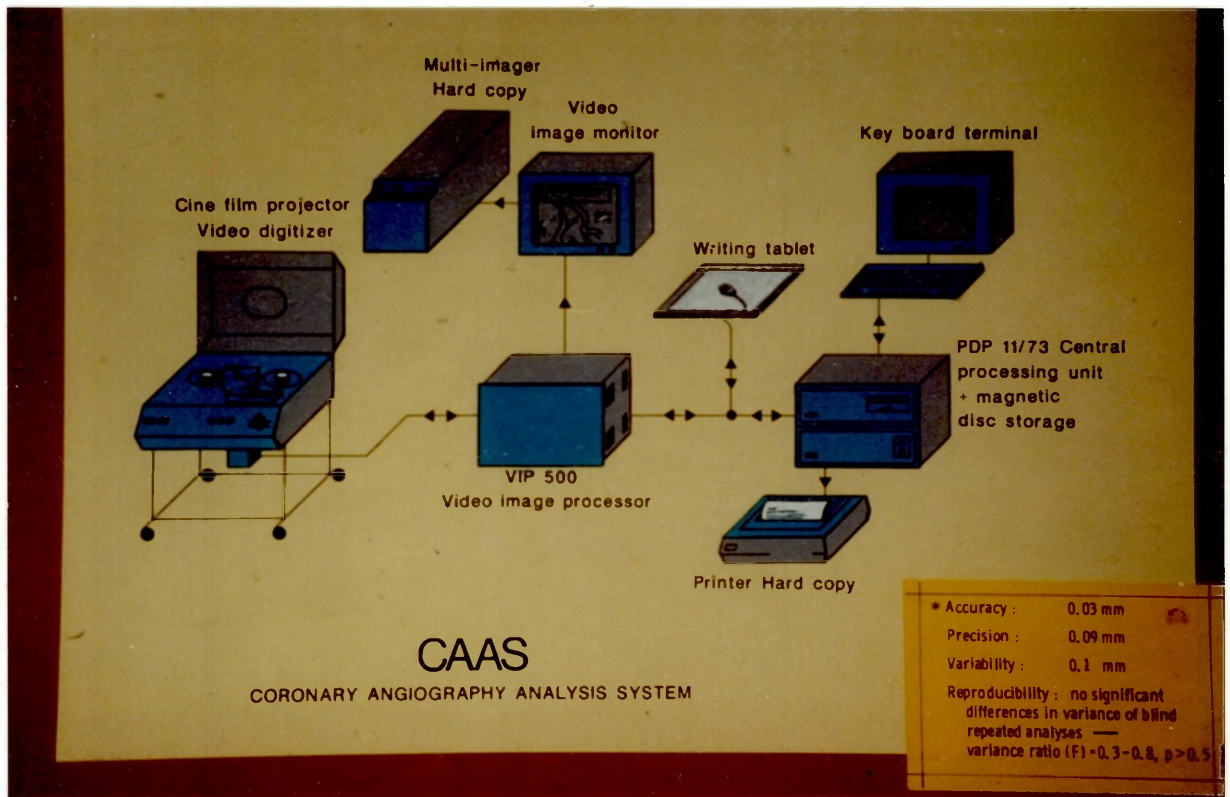 Multi-imager
Hard copy
Video
image monitor
Key board terminal
Cine film projector
Video digitizer
Writing tablet
PDP 11/73 Central
processing unit
+ magnetic
disc storage
VIP 500
Video image processor
Printer Hard copy
CAAS
CORONARY ANGIOGRAPHY ANALYSIS SYSTEM
* Accuracy : 0.03 mm
Precision : 0.09 mm
Variability : 0.1 mm
Reproducibility : no significant
differences in variance of blind
repeated analyses —
variance ratio (F) = 0.3-0.8, p>0.5